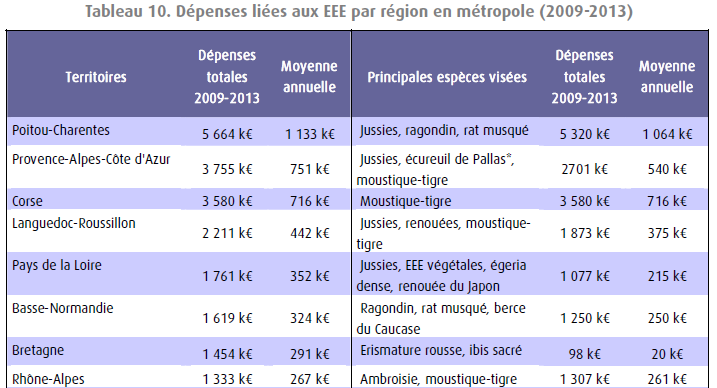 Tableau 10. Dépenses liées aux EEE par région en métropole (2009-2013)
Territoires Dépenses totales 2009-2013 Moyenne annuelle Principales espèces visées Dépenses totales 2009-2013 Moyenne annuelle
Poitou-Charentes 5 664 k€ 1 133 k€ Jussies, ragondin, rat musqué 5 320 k€ 1 064 k€
Provence-Alpes-Côte d'Azur 3 755 k€ 751 k€ Jussies, écureuil de Pallas*, 2701 k€ 540 k€
moustique-tigre
Corse 3 580 k€ 716 k€ Moustique-tigre 3 580 k€ 716 k€
Languedoc-Roussillon 2 211 k€ 442 k€ Jussies, renouées, moustique- 1 873 k€ 375 k€
tigre
Pays de la Loire 1 761 k€ 352 k€ Jussies, EEE végétales, égeria 1 077 k€ 215 k€
dense, renouée du Japon
Basse-Normandie 1 619 k€ 324 k€ Ragondin, rat musqué, berce 1 250 k€ 250 k€
du Caucase
Bretagne 1 454 k€ 291 k€ Erismature rousse, ibis sacré 98 k€ 20 k€
Rhône-Alpes 1 333 k€ 267 k€ Ambroisie, moustique-tigre 1 307 k€ 261 k€